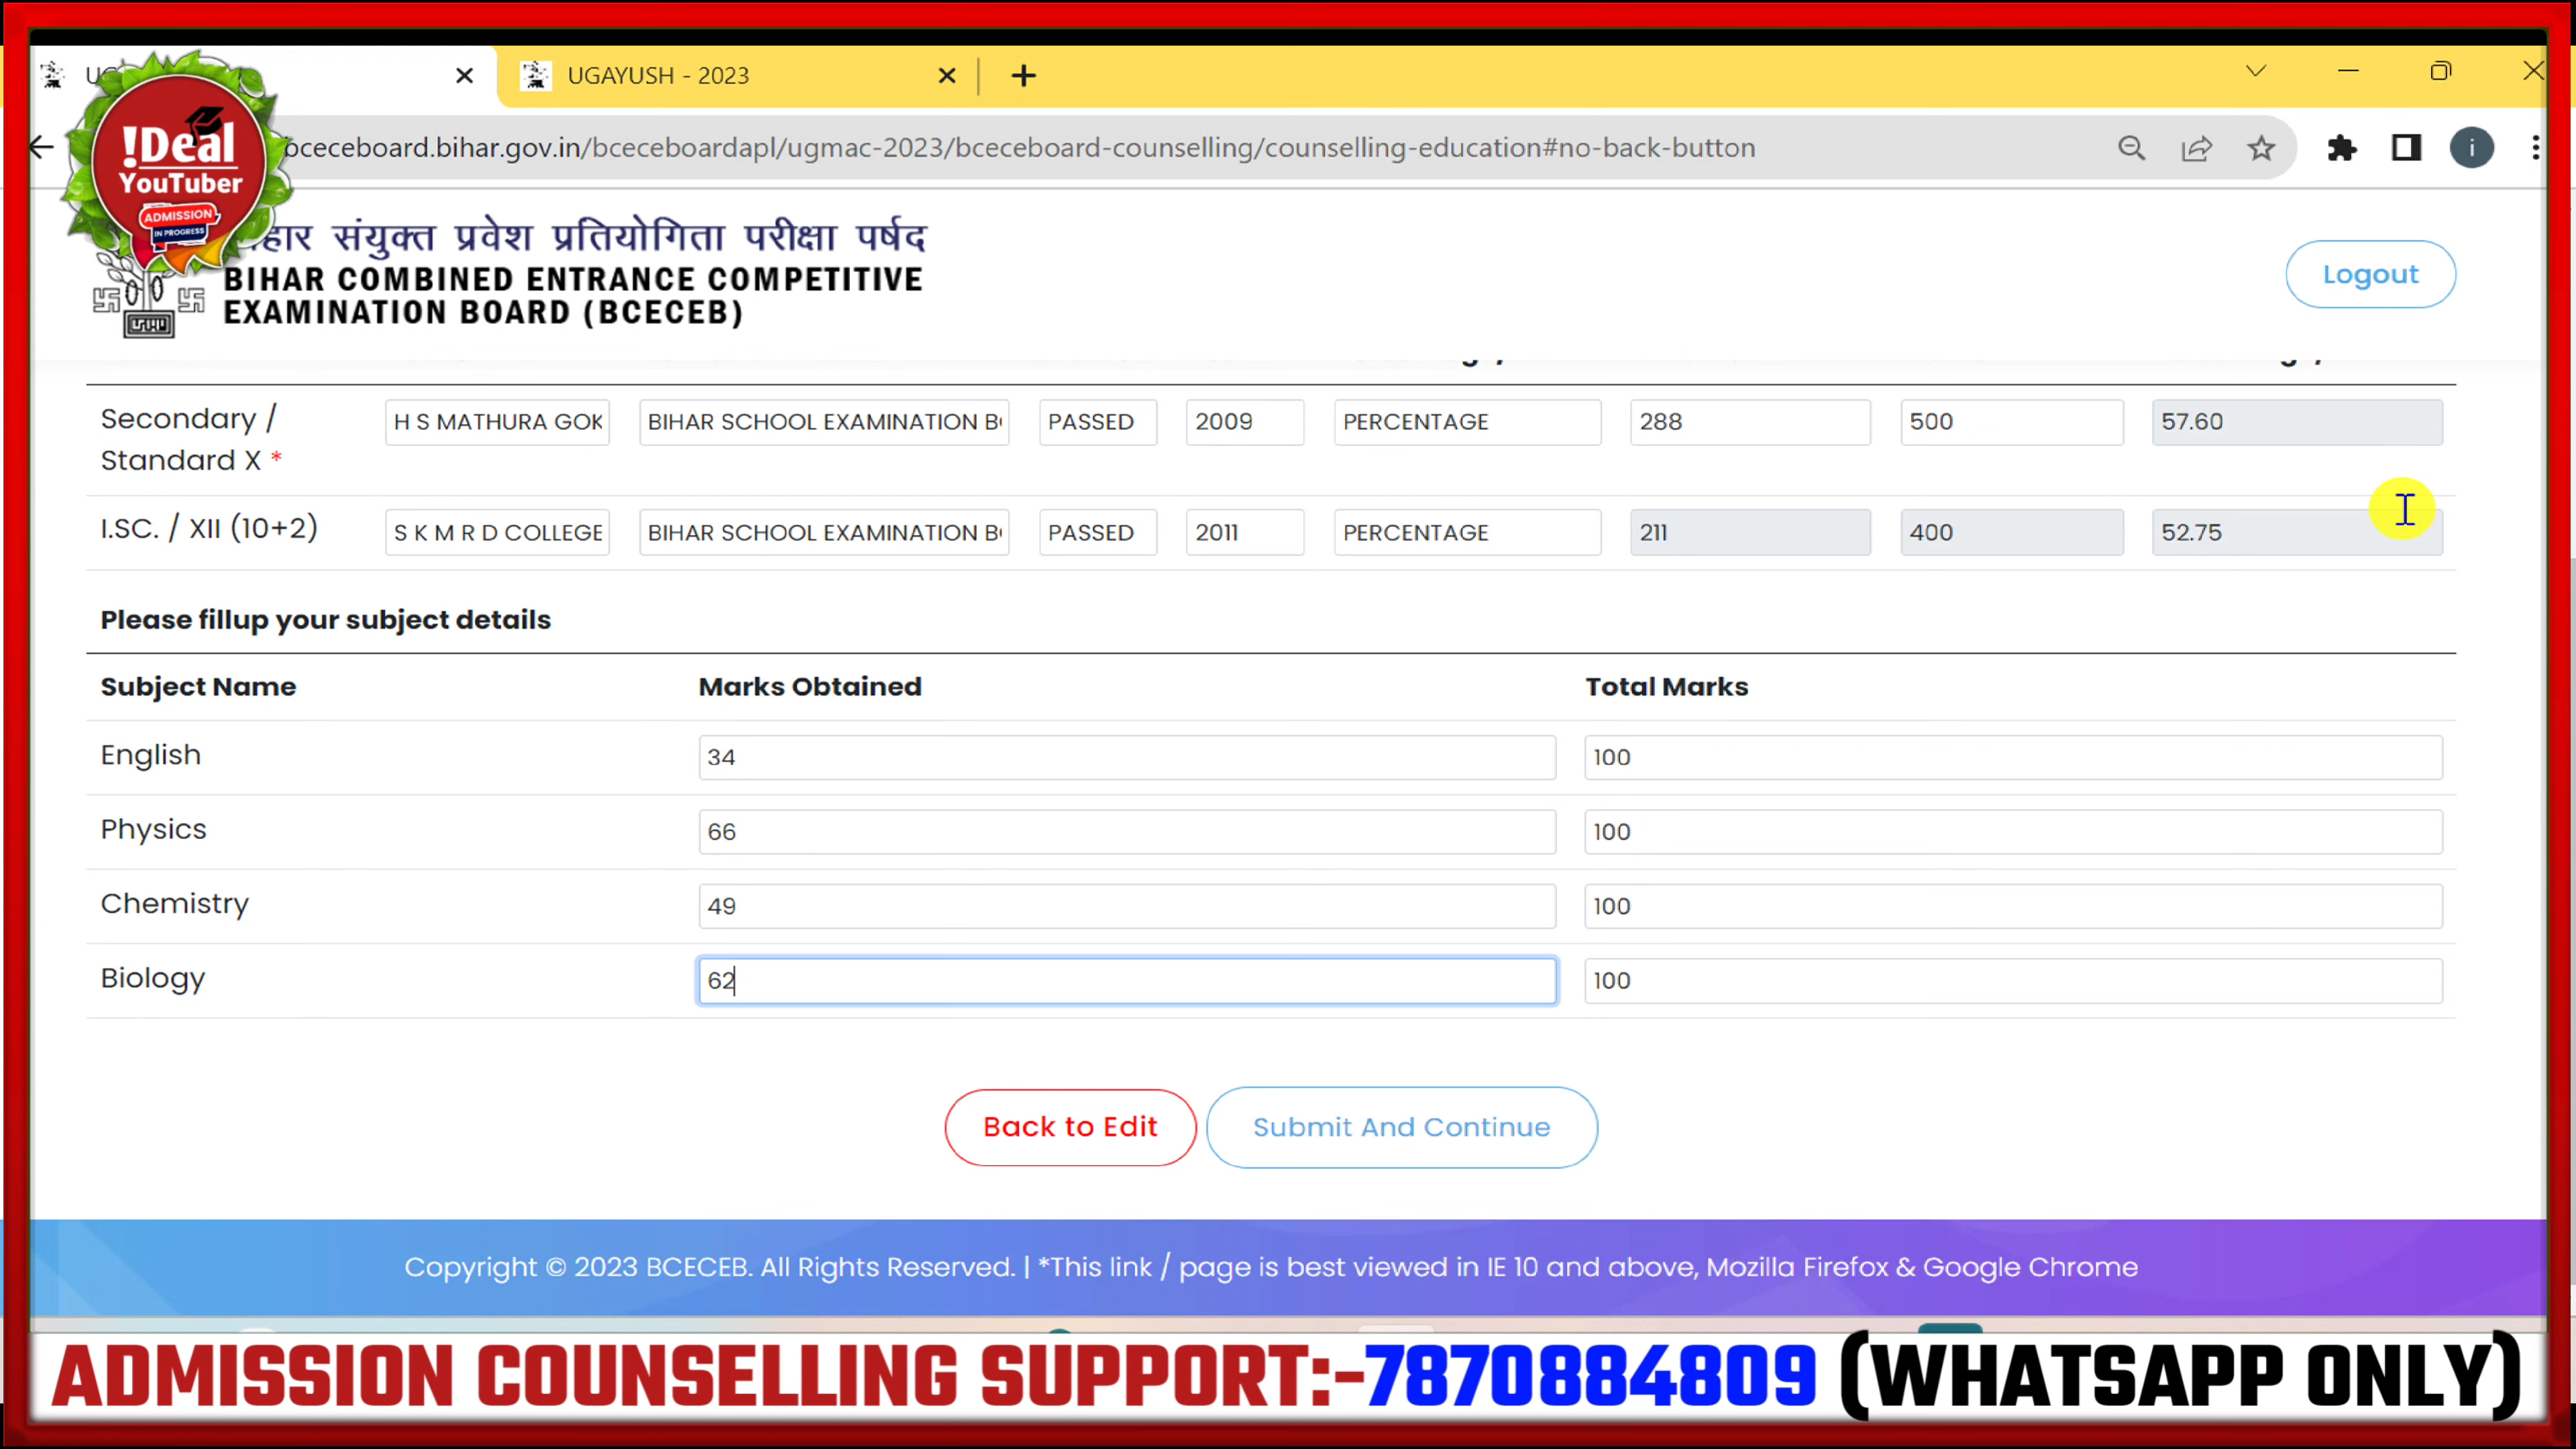 UGAYUSH - 2023
bceceboard.bihar.gov.in/bceceboardapl/ugmac-2023/bceceboard-counselling/counselling-education#no-back-button
i
!Deal
YouTuber
ADMISSION
IN PROGRESS
संयुक्त प्रवेश प्रतियोगिता परीक्षा पर्षद
BIHAR COMBINED ENTRANCE COMPETITIVE
EXAMINATION BOARD (BCECEB)
Logout
Secondary / Standard X * H S MATHURA GOK BIHAR SCHOOL EXAMINATION PASSED 2009 PERCENTAGE 288 500 57.60
I.SC. / XII (10+2) S K M R D COLLEGE BIHAR SCHOOL EXAMINATION PASSED 2011 PERCENTAGE 211 400 52.75
Please fillup your subject details
Subject Name Marks Obtained Total Marks
English 34 100
Physics 66 100
Chemistry 49 100
Biology 62 100
Back to Edit Submit And Continue
Copyright © 2023 BCECEB. All Rights Reserved. | *This link / page is best viewed in IE 10 and above, Mozilla Firefox & Google Chrome
ADMISSION COUNSELLING SUPPORT:-7870884809 (WHATSAPP ONLY)